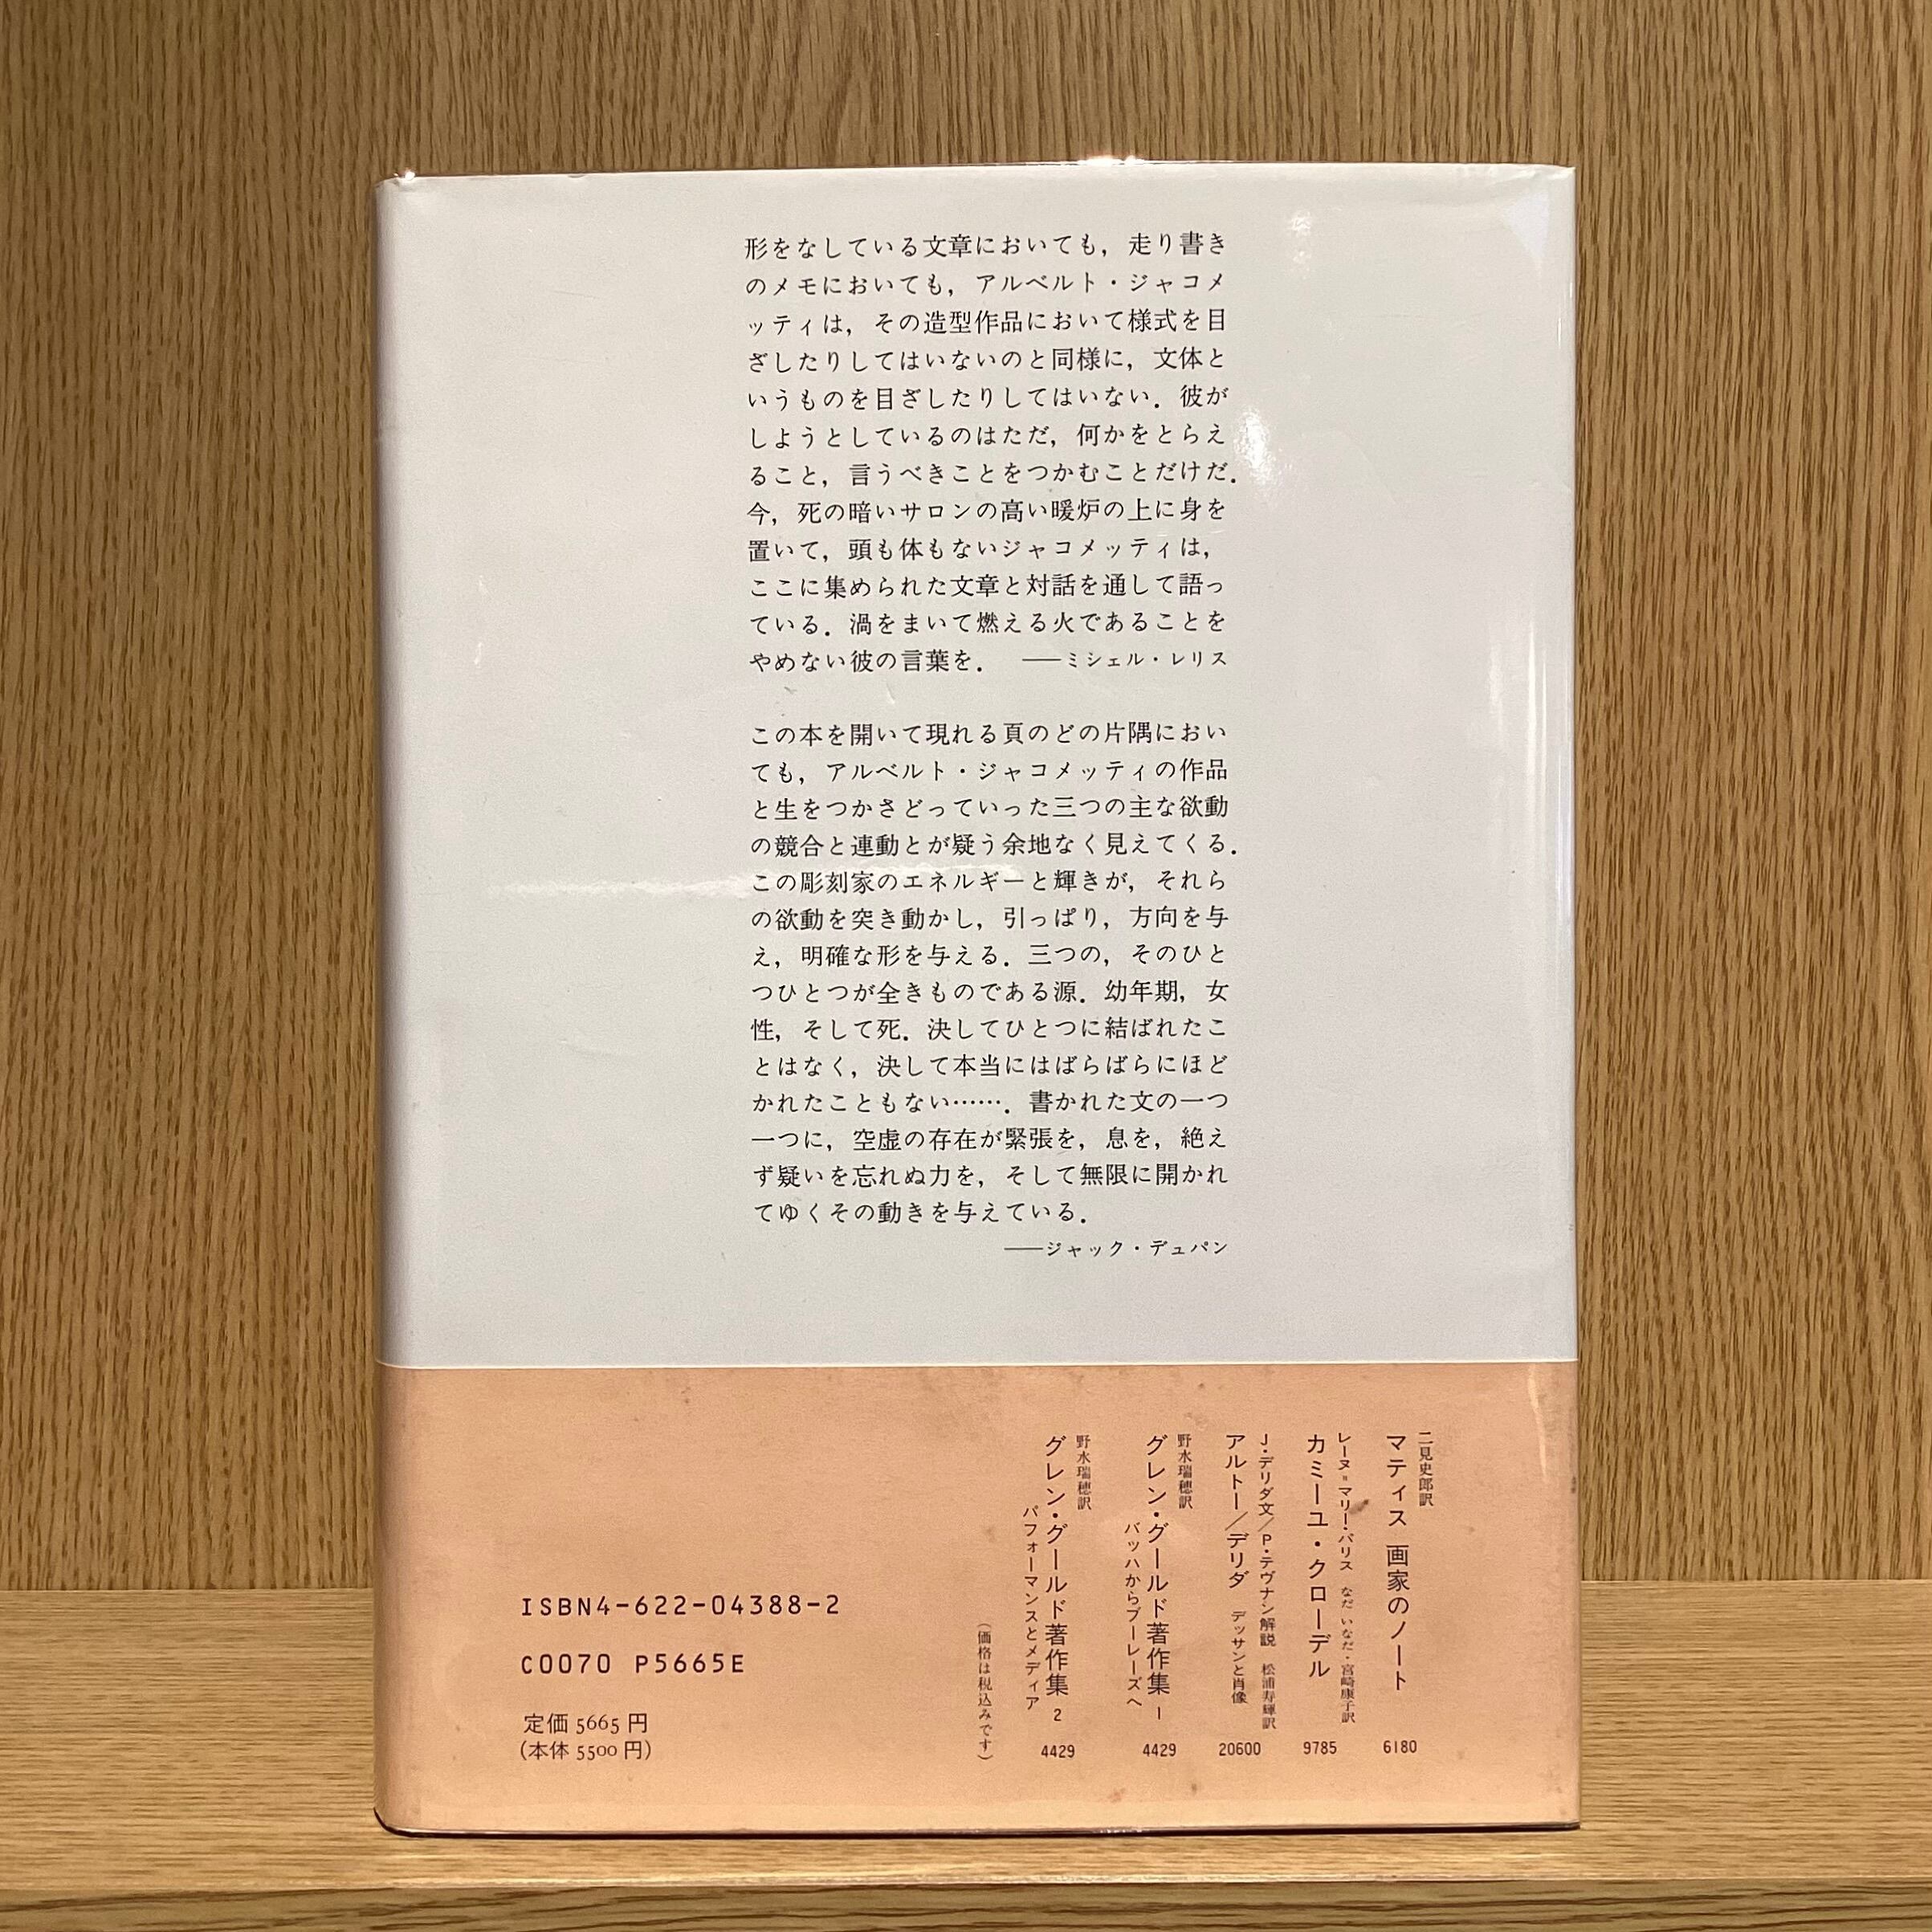 形をなしている文章においても，走り書き
のメモにおいても，アルベルト・ジャコメ
ッティは，その造型作品において様式を目
ざしたりしてはいないのと同様に，文体と
いうものを目ざしたりしてはいない．彼が
しようとしているのはただ，何かをとらえ
ること，言うべきことをつかむことだけだ．
今，死の暗いサロンの高い暖炉の上に身を
置いて，頭も体もないジャコメッティは，
ここに集められた文章と対話を通して語っ
ている．渦をまいて燃える火であることを
やめない彼の言葉を． ──ミシェル・レリス
この本を開いて現れる頁のどの片隅におい
ても，アルベルト・ジャコメッティの作品
と生をつかさどっていった三つの主な欲動
の競合と連動とが疑う余地なく見えてくる．
この彫刻家のエネルギーと輝きが，それら
の欲動を突き動かし，引っぱり，方向を与
え，明確な形を与える．三つの，そのひと
つひとつが全きものである源．幼年期，女
性，そして死．決してひとつに結ばれたこ
とはなく，決して本当にはばらばらにほど
かれたこともない……．書かれた文の一つ
一つに，空虚の存在が緊張を，息を，絶え
ず疑いを忘れぬ力を，そして無限に開かれ
てゆくその動きを与えている．
──ジャック・デュパン
二見史郎訳
マティス 画家のノート 6180
レーヌ＝マリー・パリス なだ いなだ・宮崎康子訳
カミーユ・クローデル 9785
J・デリダ文／P・テヴナン解説 松浦寿輝訳
アルトー／デリダ デッサンと肖像 20600
野水瑞穂訳
グレン・グールド著作集 1 4429
バッハからブーレーズへ
野水瑞穂訳
グレン・グールド著作集 2 4429
パフォーマンスとメディア
（価格は税込みです）
ISBN4-622-04388-2
C0070 P5665E
定価 5665 円
（本体 5500 円）